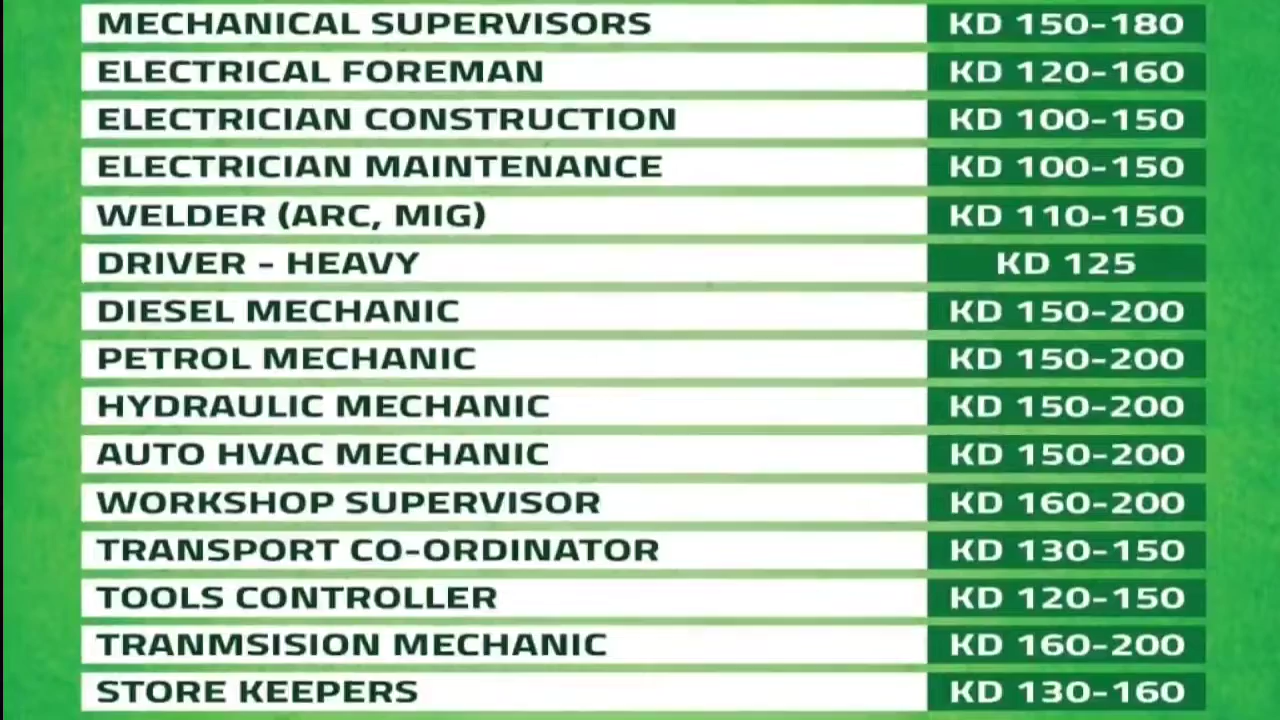 MECHANICAL SUPERVISORS KD 150-180
ELECTRICAL FOREMAN KD 120-160
ELECTRICIAN CONSTRUCTION KD 100-150
ELECTRICIAN MAINTENANCE KD 100-150
WELDER (ARC, MIG) KD 110-150
DRIVER - HEAVY KD 125
DIESEL MECHANIC KD 150-200
PETROL MECHANIC KD 150-200
HYDRAULIC MECHANIC KD 150-200
AUTO HVAC MECHANIC KD 150-200
WORKSHOP SUPERVISOR KD 160-200
TRANSPORT CO-ORDINATOR KD 130-150
TOOLS CONTROLLER KD 120-150
TRANMSISION MECHANIC KD 160-200
STORE KEEPERS KD 130-160